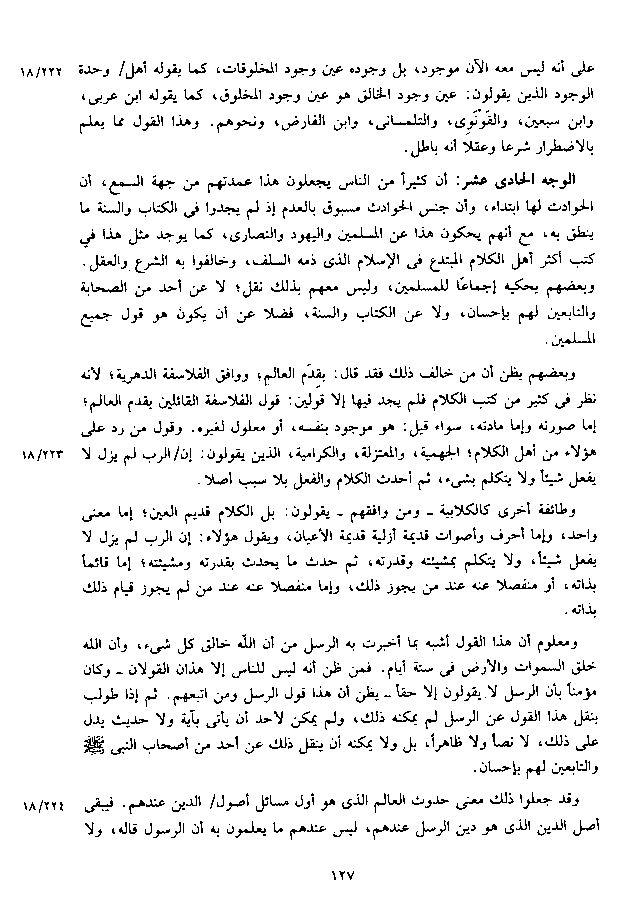 على أنه ليس معه الآن موجود، بل وجوده عين وجود المخلوقات، كما يقوله أهل/ وحدة ١٨/٢٢٢
الوجود الذين يقولون: عين وجود الخالق هو عين وجود المخلوق، كما يقوله ابن عربى،
وابن سبعين، والقُونَوِى، والتلمسانى، وابن الفارض، ونحوهم. وهذا القول مما يعلم
بالاضطرار شرعا وعقلا أنه باطل.
الوجه الحادى عشر: أن كثيراً من الناس يجعلون هذا عمدتهم من جهة السمع، أن
الحوادث لها ابتداء، وأن جنس الحوادث مسبوق بالعدم إذ لم يجدوا فى الكتاب والسنة ما
ينطق به، مع أنهم يحكون هذا عن المسلمين واليهود والنصارى، كما يوجد مثل هذا فى
كتب أكثر أهل الكلام المبتدع فى الإسلام الذى ذمه السلف، وخالفوا به الشرع والعقل.
وبعضهم يحكيه إجماعًا للمسلمين، وليس معهم بذلك نقل؛ لا عن أحد من الصحابة
والتابعين لهم بإحسان، ولا عن الكتاب والسنة، فضلا عن أن يكون هو قول جميع
المسلمين.
وبعضهم يظن أن من خالف ذلك فقد قال: بقِدَم العالم؛ ووافق الفلاسفة الدهرية؛ لأنه
نظر فى كثير من كتب الكلام فلم يجد فيها إلا قولين: قول الفلاسفة القائلين بقدم العالم؛
إما صورته وإما مادته، سواء قيل: هو موجود بنفسه، أو معلول لغيره. وقول من رد على
هؤلاء من أهل الكلام؛ الجهمية، والمعتزلة، والكرامية، الذين يقولون: إن/ الرب لم يزل لا ١٨/٢٢٣
يفعل شيئاً ولا يتكلم بشىء، ثم أحدث الكلام والفعل بلا سبب أصلا.
وطائفة أخرى كالكلابية ـ ومن وافقهم ـ يقولون: بل الكلام قديم العين؛ إما معنى
واحد، وإما أحرف وأصوات قديمة أزلية قديمة الأعيان، ويقول هؤلاء: إن الرب لم يزل لا
يفعل شيئاً، ولا يتكلم بمشيئته وقدرته، ثم حدث ما يحدث بقدرته ومشيئته؛ إما قائماً
بذاته، أو منفصلا عنه عند من يجوز ذلك، وإما منفصلا عنه عند من لم يجوز قيام ذلك
بذاته.
ومعلوم أن هذا القول أشبه بما أخبرت به الرسل من أن اللّه خالق كل شىء، وأن الله
خلق السموات والأرض فى ستة أيام. فمن ظن أنه ليس للناس إلا هذان القولان ـ وكان
مؤمناً بأن الرسل لا يقولون إلا حقاً ـ يظن أن هذا قول الرسل ومن اتبعهم. ثم إذا طولب
بنقل هذا القول عن الرسل لم يمكنه ذلك، ولم يمكن لأحد أن يأتى بآية ولا حديث يدل
على ذلك، لا نصاً ولا ظاهراً، بل ولا يمكنه أن ينقل ذلك عن أحد من أصحاب النبى ﷺ
والتابعين لهم بإحسان.
وقد جعلوا ذلك معنى حدوث العالم الذى هو أول مسائل أصول/ الدين عندهم. فيبقى ١٨/٢٢٤
أصل الدين الذى هو دين الرسل عندهم، ليس عندهم ما يعلمون به أن الرسول قاله، ولا
١٢٧